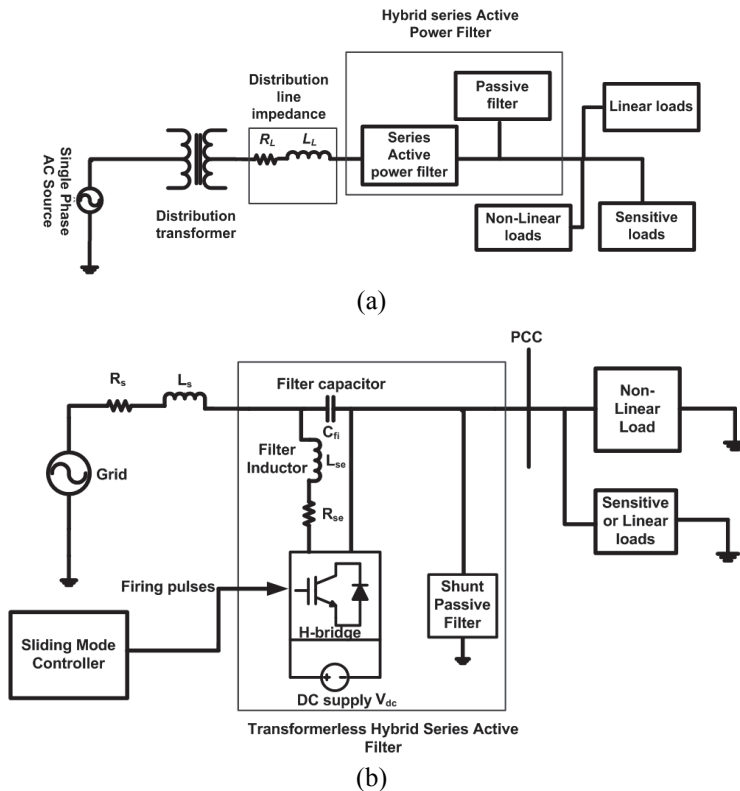 Hybrid series Active
Power Filter
Distribution
line
impedance
Passive
filter
Linear loads
R_L
L_L
Series
Active
power filter
Single Phase
AC Source
Distribution
transformer
Non-Linear
loads
Sensitive
loads
(a)
PCC
R_s
L_s
Filter capacitor
C_fi
Non-
Linear
Load
Filter
Inductor
L_se
Grid
R_se
Sensitive
or Linear
loads
Firing pulses
Shunt
Passive
Filter
H-bridge
Sliding Mode
Controller
DC supply V_dc
Transformerless Hybrid Series Active
Filter
(b)